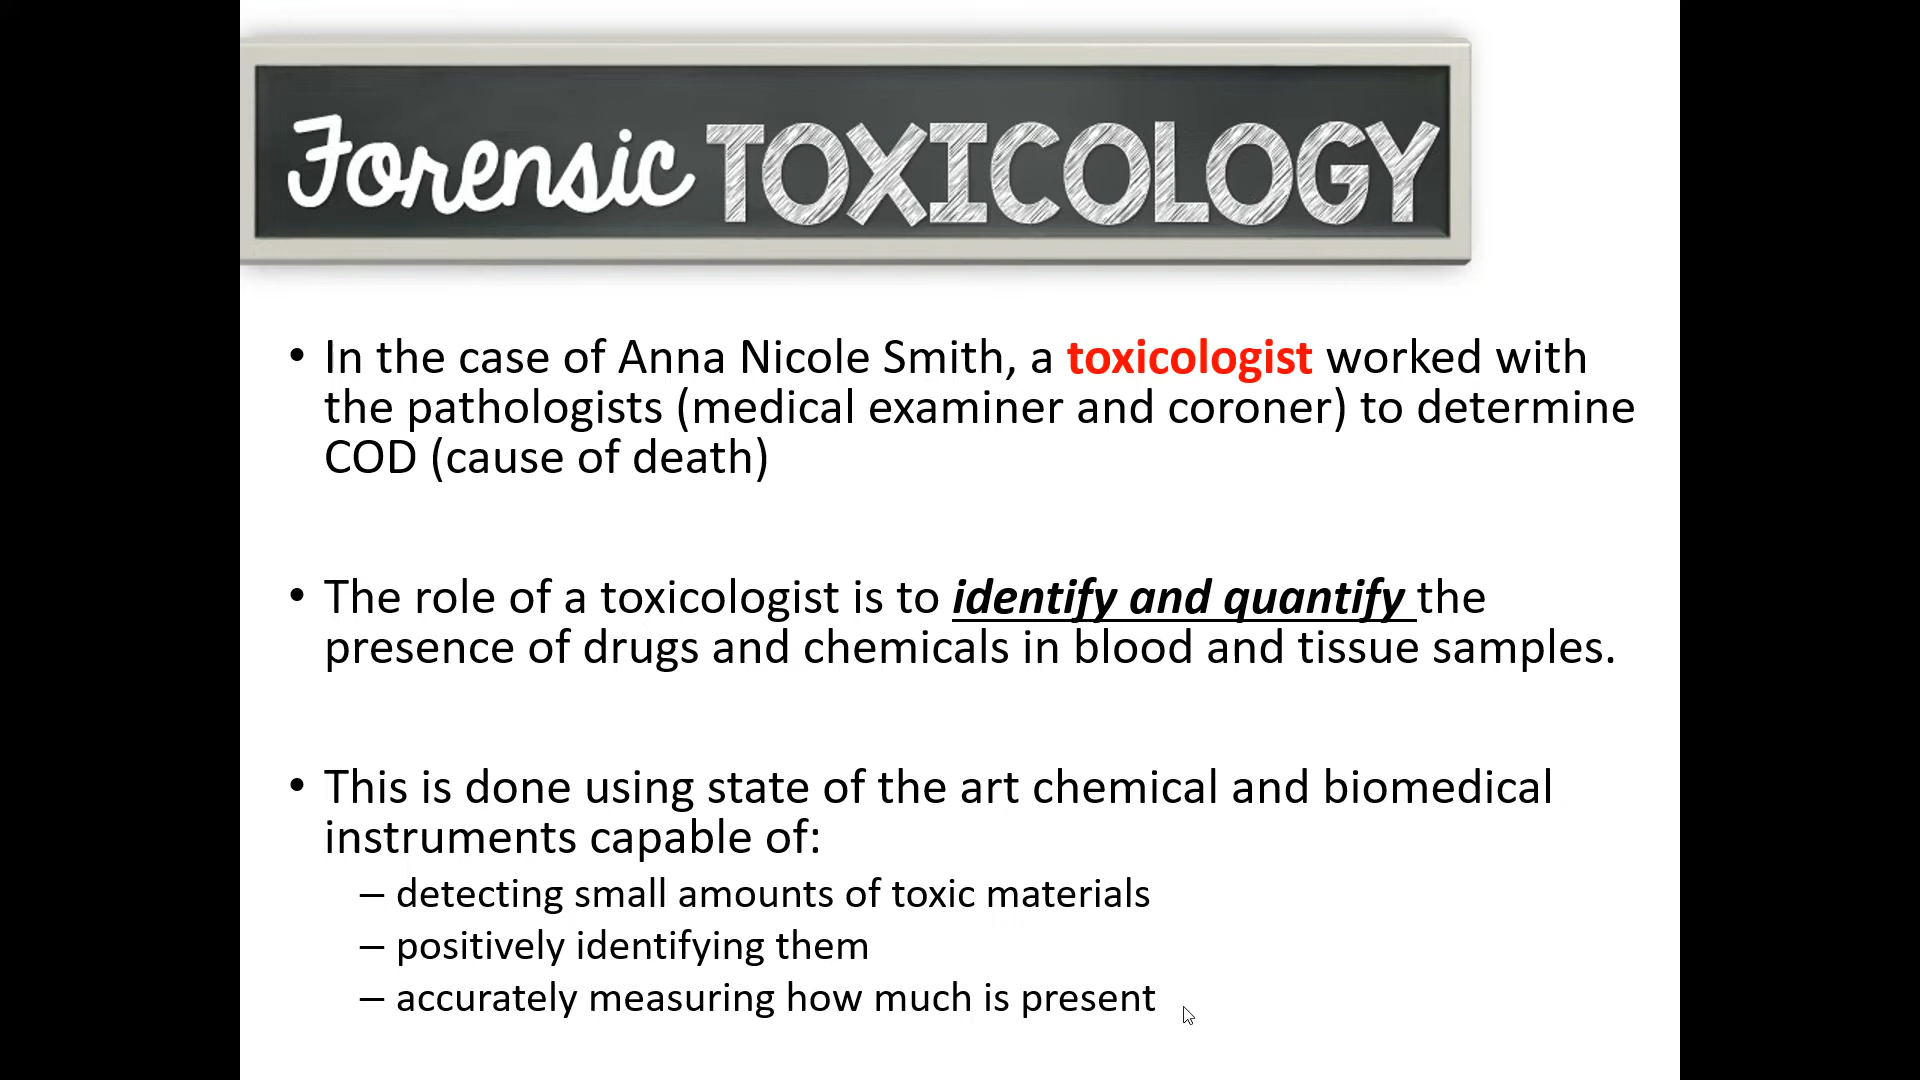 Forensic TOXICOLOGY
• In the case of Anna Nicole Smith, a toxicologist worked with
the pathologists (medical examiner and coroner) to determine
COD (cause of death)
• The role of a toxicologist is to identify and quantify the
presence of drugs and chemicals in blood and tissue samples.
• This is done using state of the art chemical and biomedical
instruments capable of:
– detecting small amounts of toxic materials
– positively identifying them
– accurately measuring how much is present